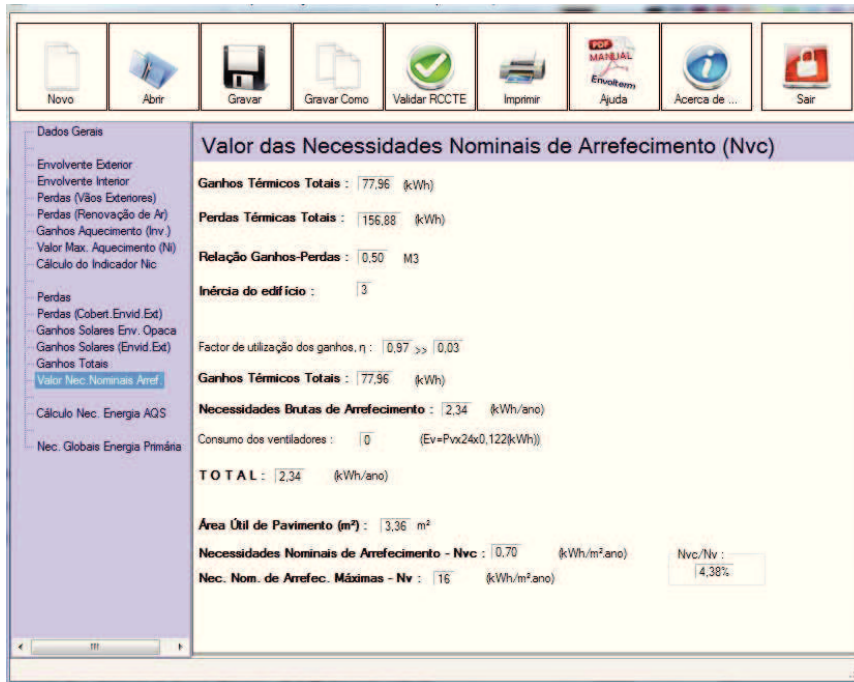 Novo
Abrir
Gravar
Gravar Como
Validar RCCTE
Imprimir
PDF
MANUAL
Envolterm
Ajuda
Acerca de ...
Sair
Dados Gerais
Envolvente Exterior
Envolvente Interior
Perdas (Vãos Exteriores)
Perdas (Renovação de Ar)
Ganhos Aquecimento (Inv.)
Valor Max. Aquecimento (Ni)
Cálculo do Indicador Nic
Perdas
Perdas (Cobert.Envid.Ext)
Ganhos Solares Env. Opaca
Ganhos Solares (Envid.Ext)
Ganhos Totais
Valor Nec.Nominais Arref.
Cálculo Nec. Energia AQS
Nec. Globais Energia Primária
Valor das Necessidades Nominais de Arrefecimento (Nvc)
Ganhos Térmicos Totais : 77,96 (kWh)
Perdas Térmicas Totais : 156,88 (kWh)
Relação Ganhos-Perdas : 0,50 M3
Inércia do edifício : 3
Factor de utilização dos ganhos, η : 0,97 >> 0,03
Ganhos Térmicos Totais : 77,96 (kWh)
Necessidades Brutas de Arrefecimento : 2,34 (kWh/ano)
Consumo dos ventiladores : 0 (Ev=Pvx24x0,122(kWh))
T O T A L : 2,34 (kWh/ano)
Área Útil de Pavimento (m²) : 3,36 m²
Necessidades Nominais de Arrefecimento - Nvc : 0,70 (kWh/m².ano) Nvc/Nv :
4,38%
Nec. Nom. de Arrefec. Máximas - Nv : 16 (kWh/m².ano)